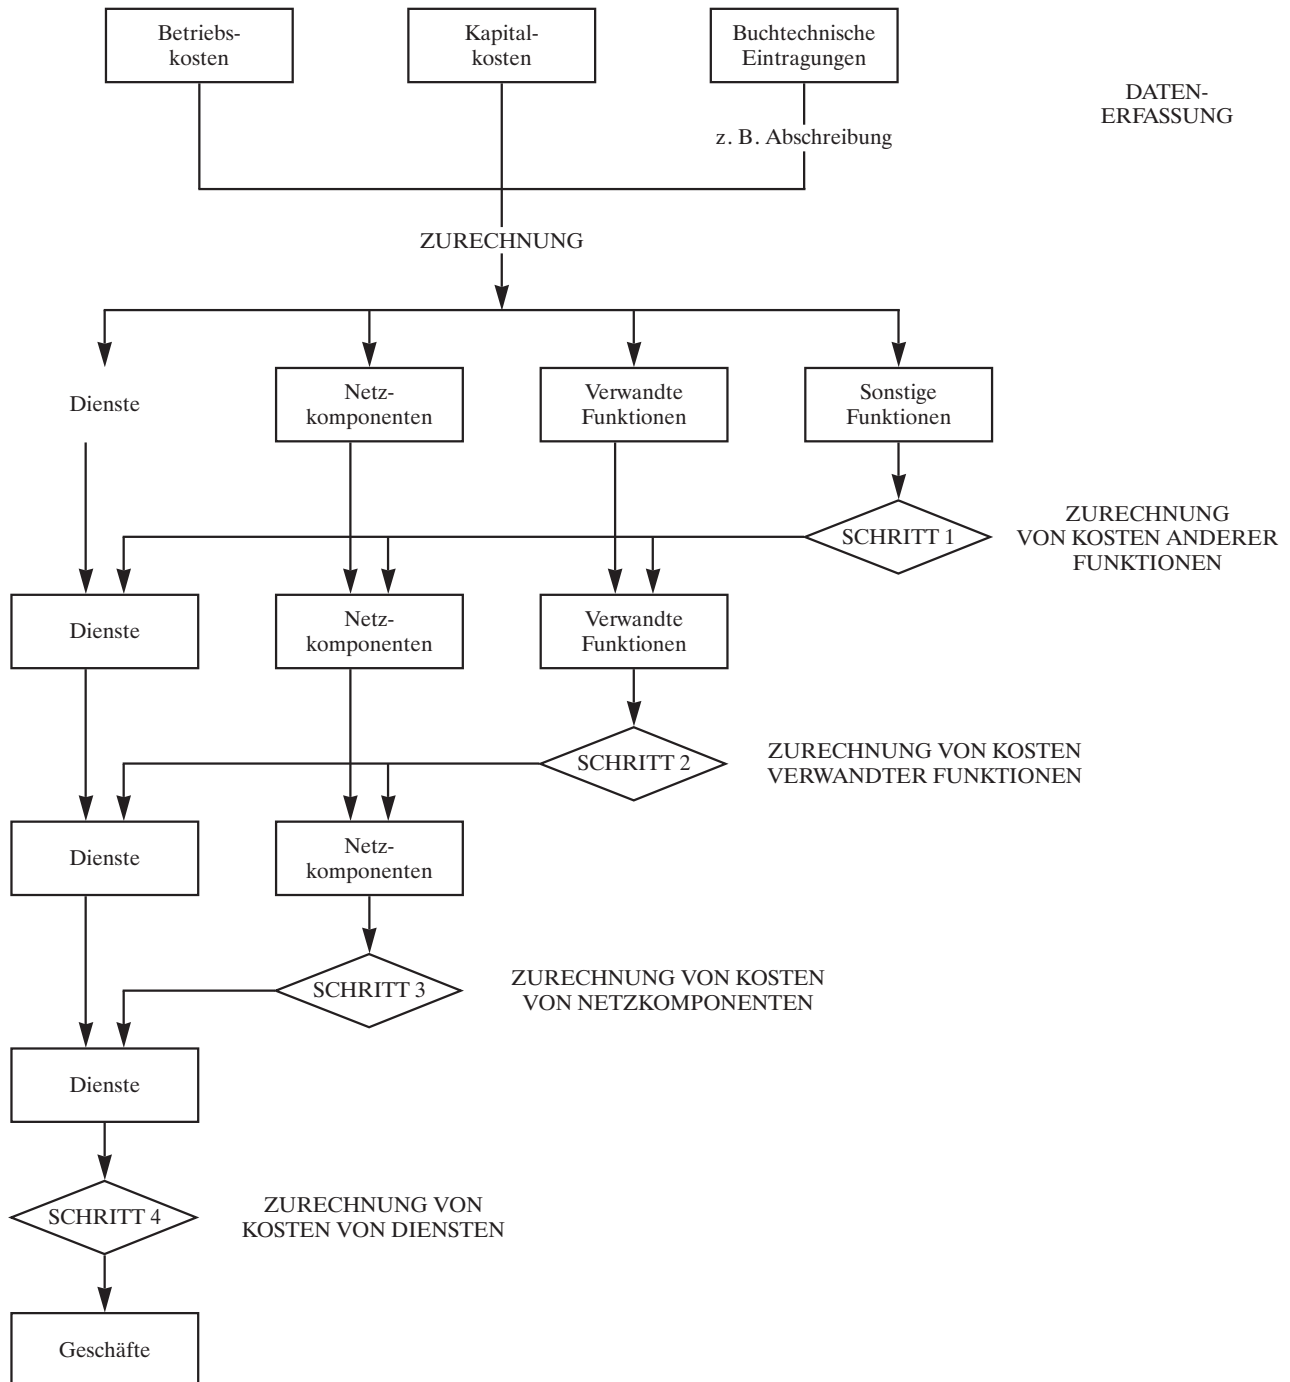 Betriebs-
kosten
Kapital-
kosten
Buchtechnische
Eintragungen
DATEN-
ERFASSUNG
z. B. Abschreibung
ZURECHNUNG
Dienste
Netz-
komponenten
Verwandte
Funktionen
Sonstige
Funktionen
SCHRITT 1
ZURECHNUNG
VON KOSTEN ANDERER
FUNKTIONEN
Dienste
Netz-
komponenten
Verwandte
Funktionen
SCHRITT 2
ZURECHNUNG VON KOSTEN
VERWANDTER FUNKTIONEN
Dienste
Netz-
komponenten
SCHRITT 3
ZURECHNUNG VON KOSTEN
VON NETZKOMPONENTEN
Dienste
SCHRITT 4
ZURECHNUNG VON
KOSTEN VON DIENSTEN
Geschäfte